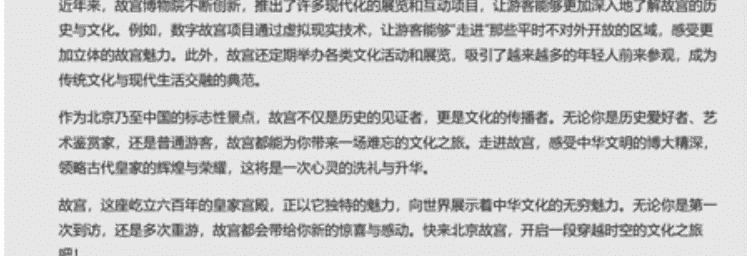 近年来，故宫博物院不断创新，推出了许多现代化的展览和互动项目，让游客能够更加深入地了解故宫的历
史与文化。例如，数字故宫项目通过虚拟现实技术，让游客能够“走进”那些平时不对外开放的区域，感受更
加立体的故宫魅力。此外，故宫还定期举办各类文化活动和展览，吸引了越来越多的年轻人前来参观，成为
传统文化与现代生活交融的典范。
作为北京乃至中国的标志性景点，故宫不仅是历史的见证者，更是文化的传播者。无论你是历史爱好者、艺
术鉴赏家，还是普通游客，故宫都能为你带来一场难忘的文化之旅。走进故宫，感受中华文明的博大精深，
领略古代皇家的辉煌与荣耀，这将是一次心灵的洗礼与升华。
故宫，这座屹立六百年的皇家宫殿，正以它独特的魅力，向世界展示着中华文化的无穷魅力。无论你是第一
次到访，还是多次重游，故宫都会带给你新的惊喜与感动。快来北京故宫，开启一段穿越时空的文化之旅
吧！